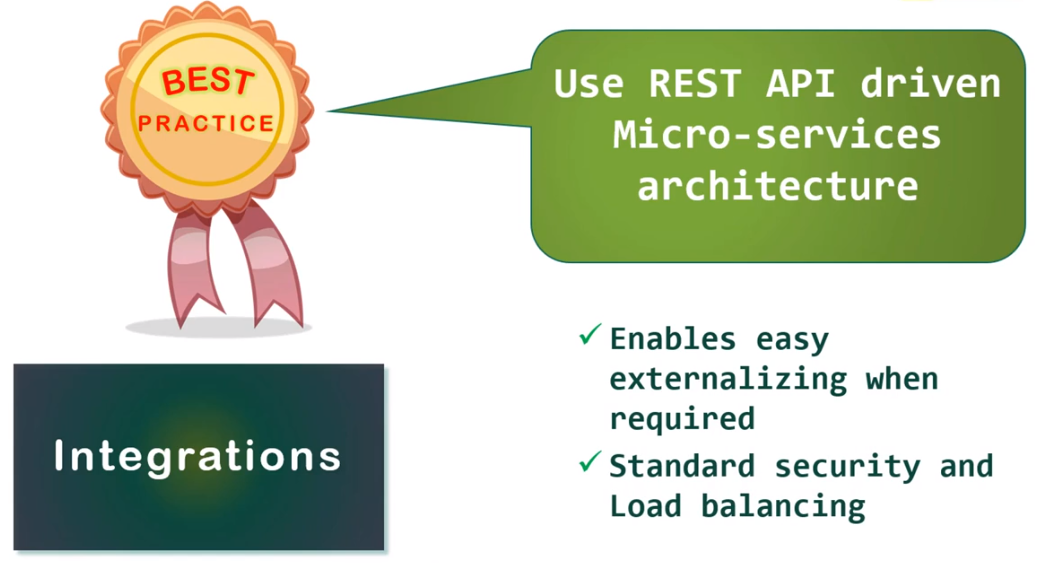 BEST
PRACTICE
Use REST API driven
Micro-services
architecture
Integrations
✓ Enables easy
externalizing when
required
✓ Standard security and
Load balancing